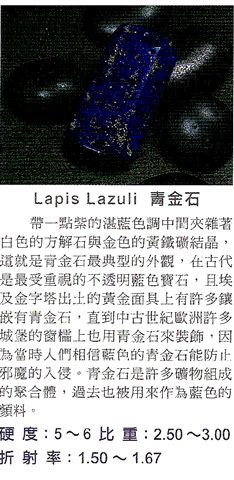 Lapis Lazuli 青金石
帶一點紫的湛藍色調中間夾雜著
白色的方解石與金色的黃鐵礦結晶，
這就是青金石最典型的外觀，在古代
是最受重視的不透明藍色寶石，且埃
及金字塔出土的黃金面具上有許多鑲
嵌有青金石，直到中古世紀歐洲許多
城堡的窗櫺上也用青金石來裝飾，因
為當時人們相信藍色的青金石能防止
邪魔的入侵。青金石是許多礦物組成
的聚合體，過去也被用來作為藍色的
顏料。
硬 度：5～6 比 重：2.50～3.00
折 射 率：1.50 ～ 1.67